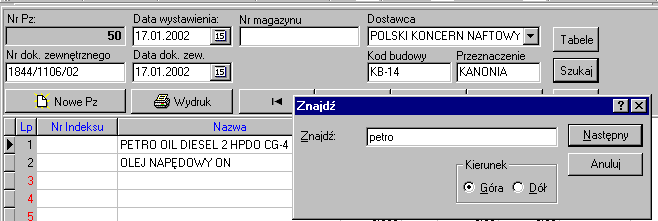 Nr Pz: Data wystawienia: Nr magazynu Dostawca
50 17.01.2002 15 POLSKI KONCERN NAFTOWY Tabele
Nr dok. zewnętrznego Data dok. zew. Kod budowy Przeznaczenie
1844/1106/02 17.01.2002 15 KB-14 KANONIA Szukaj
Nowe Pz Wydruk
Znajdź ?
Lp Nr Indeksu Nazwa
Znajdź: petro Następny
1 PETRO OIL DIESEL 2 HPDO CG-4
2 OLEJ NAPĘDOWY ON
Kierunek Anuluj
3
Góra Dół
4
5